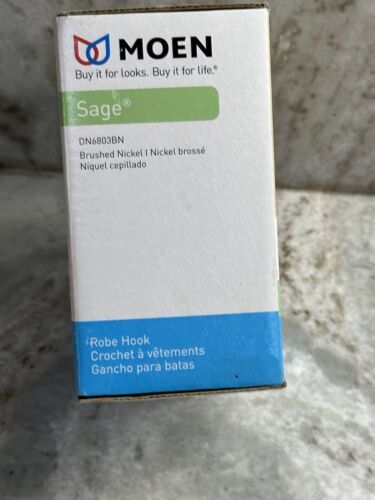 MOEN
Buy it for looks. Buy it for life.®
Sage®
DN6803BN
Brushed Nickel I Nickel brossé
Níquel cepillado
Robe Hook
Crochet à vêtements
Gancho para batas